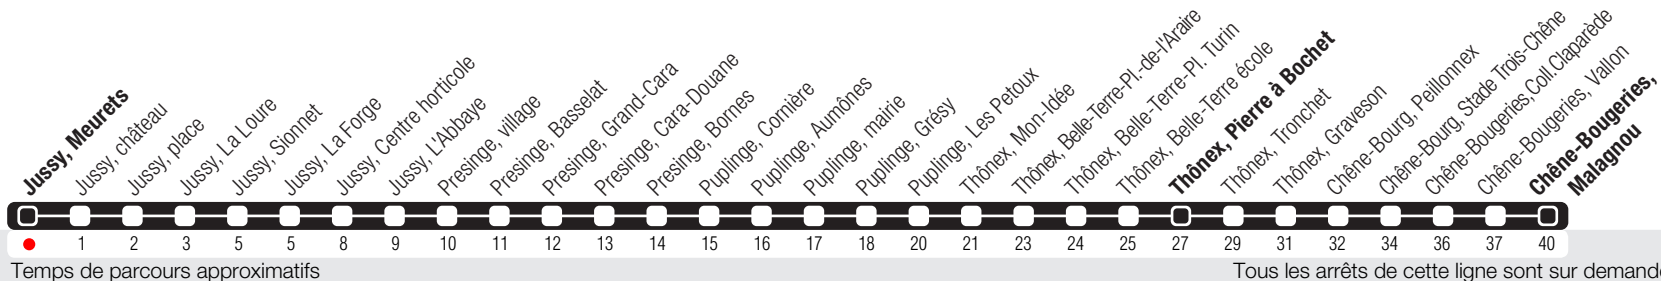 Jussy, Meurets
Jussy, château
Jussy, place
Jussy, La Loure
Jussy, Sionnet
Jussy, La Forge
Jussy, Centre horticole
Jussy, L'Abbaye
Presinge, village
Presinge, Basselat
Presinge, Grand-Cara
Presinge, Cara-Douane
Presinge, Bornes
Puplinge, Cornière
Puplinge, Aumônes
Puplinge, mairie
Puplinge, Grésy
Puplinge, Les Petoux
Thônex, Mon-Idée
Thônex, Belle-Terre-Pl.-de-l'Araire
Thônex, Belle-Terre-Pl. Turin
Thônex, Belle-Terre école
Thônex, Pierre à Bochet
Thônex, Tronchet
Thônex, Graveson
Chêne-Bourg, Peillonnex
Chêne-Bourg, Stade Trois-Chêne
Chêne-Bougeries,Coll.Claparède
Chêne-Bougeries, Vallon
Chêne-Bougeries,
Malagnou
1 2 3 5 5 8 9 10 11 12 13 14 15 16 17 18 20 21 23 24 25 27 29 31 32 34 36 37 40
Temps de parcours approximatifs
Tous les arrêts de cette ligne sont sur demande